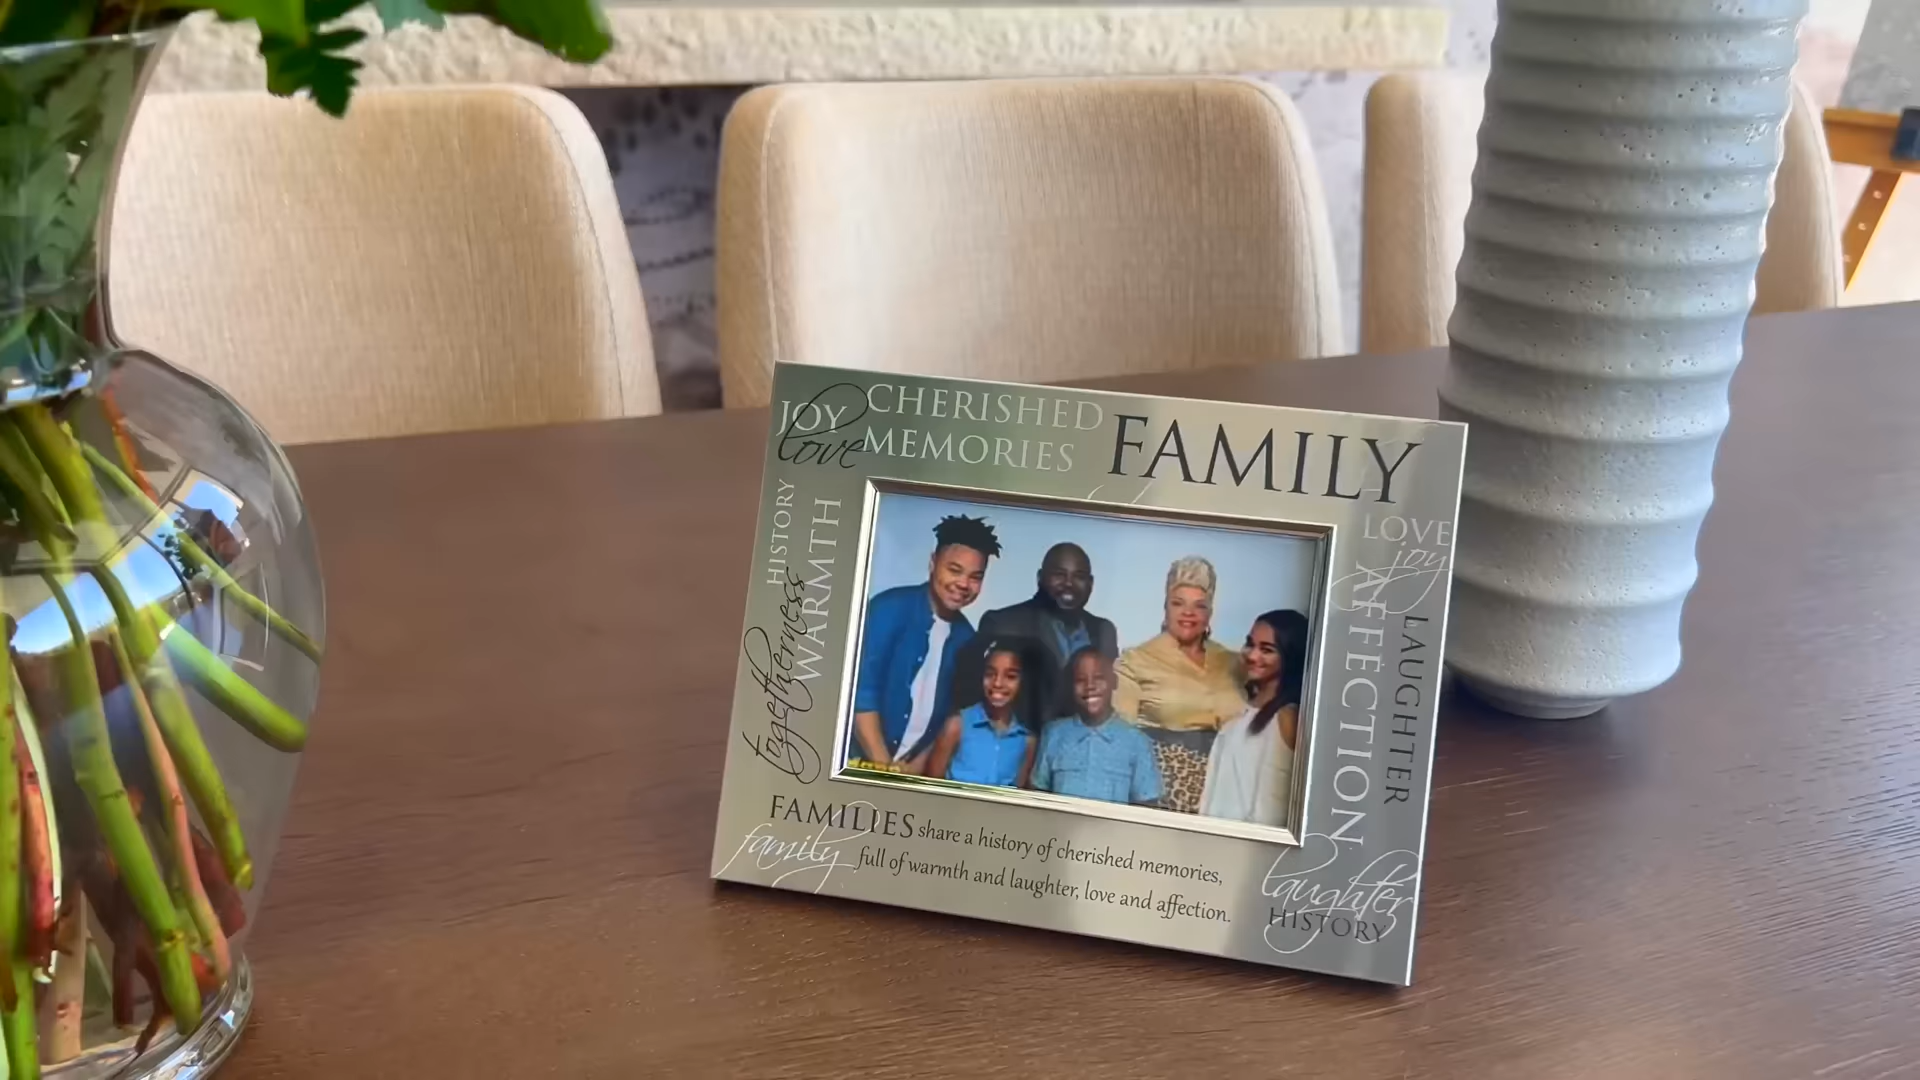 JOY
love
CHERISHED
MEMORIES
FAMILY
HISTORY
WARMTH
togetherness
LOVE
joy
AFFECTION
LAUGHTER
FAMILIES share a history of cherished memories,
family full of warmth and laughter, love and affection.
laughter
HISTORY